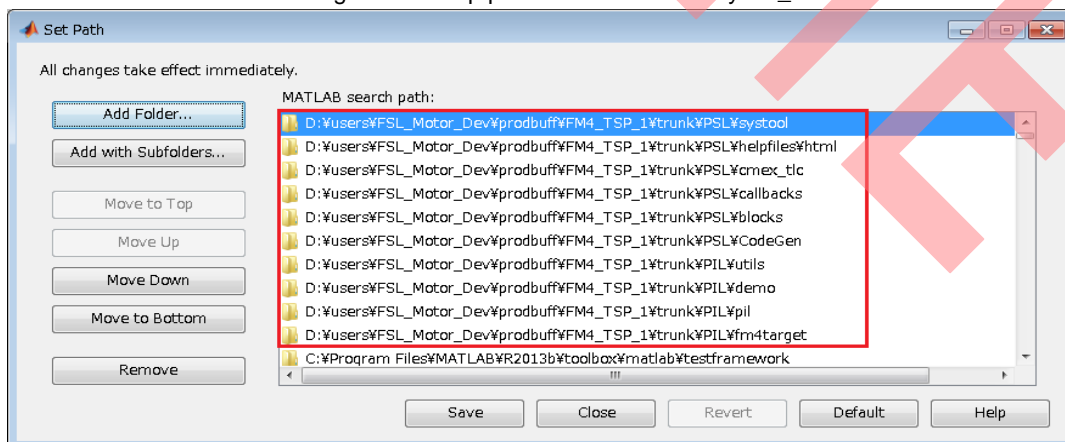 Set Path
All changes take effect immediately.
MATLAB search path:
Add Folder...
Add with Subfolders...
Move to Top
Move Up
Move Down
Move to Bottom
Remove
D:¥users¥FSL_Motor_Dev¥prodbuff¥FM4_TSP_1¥trunk¥PSL¥systool
D:¥users¥FSL_Motor_Dev¥prodbuff¥FM4_TSP_1¥trunk¥PSL¥helpfiles¥html
D:¥users¥FSL_Motor_Dev¥prodbuff¥FM4_TSP_1¥trunk¥PSL¥cmex_tlc
D:¥users¥FSL_Motor_Dev¥prodbuff¥FM4_TSP_1¥trunk¥PSL¥callbacks
D:¥users¥FSL_Motor_Dev¥prodbuff¥FM4_TSP_1¥trunk¥PSL¥blocks
D:¥users¥FSL_Motor_Dev¥prodbuff¥FM4_TSP_1¥trunk¥PSL¥CodeGen
D:¥users¥FSL_Motor_Dev¥prodbuff¥FM4_TSP_1¥trunk¥PIL¥utils
D:¥users¥FSL_Motor_Dev¥prodbuff¥FM4_TSP_1¥trunk¥PIL¥demo
D:¥users¥FSL_Motor_Dev¥prodbuff¥FM4_TSP_1¥trunk¥PIL¥pil
D:¥users¥FSL_Motor_Dev¥prodbuff¥FM4_TSP_1¥trunk¥PIL¥fm4target
C:¥Program Files¥MATLAB¥R2013b¥toolbox¥matlab¥testframework
Save Close Revert Default Help